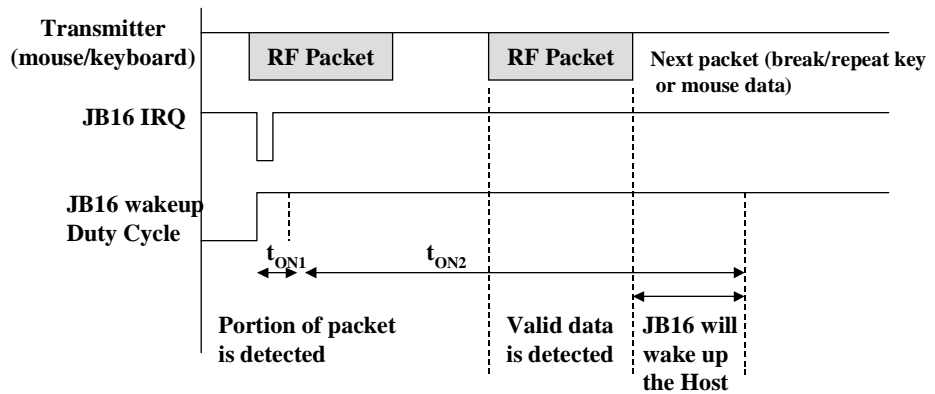 Transmitter
(mouse/keyboard)
RF Packet
RF Packet
Next packet (break/repeat key
or mouse data)
JB16 IRQ
JB16 wakeup
Duty Cycle
tON1
tON2
Portion of packet
is detected
Valid data
is detected
JB16 will
wake up
the Host